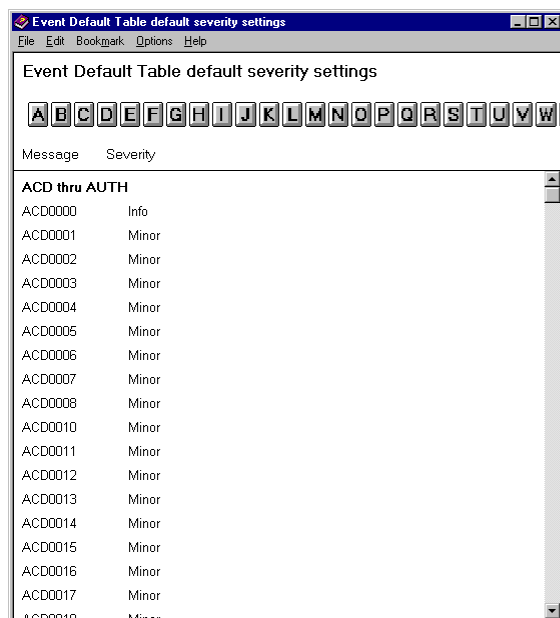 Event Default Table default severity settings
File Edit Bookmark Options Help
Event Default Table default severity settings
A B C D E F G H I J K L M N O P Q R S T U V W
Message Severity
ACD thru AUTH
ACD0000 Info
ACD0001 Minor
ACD0002 Minor
ACD0003 Minor
ACD0004 Minor
ACD0005 Minor
ACD0006 Minor
ACD0007 Minor
ACD0008 Minor
ACD0010 Minor
ACD0011 Minor
ACD0012 Minor
ACD0013 Minor
ACD0014 Minor
ACD0015 Minor
ACD0016 Minor
ACD0017 Minor